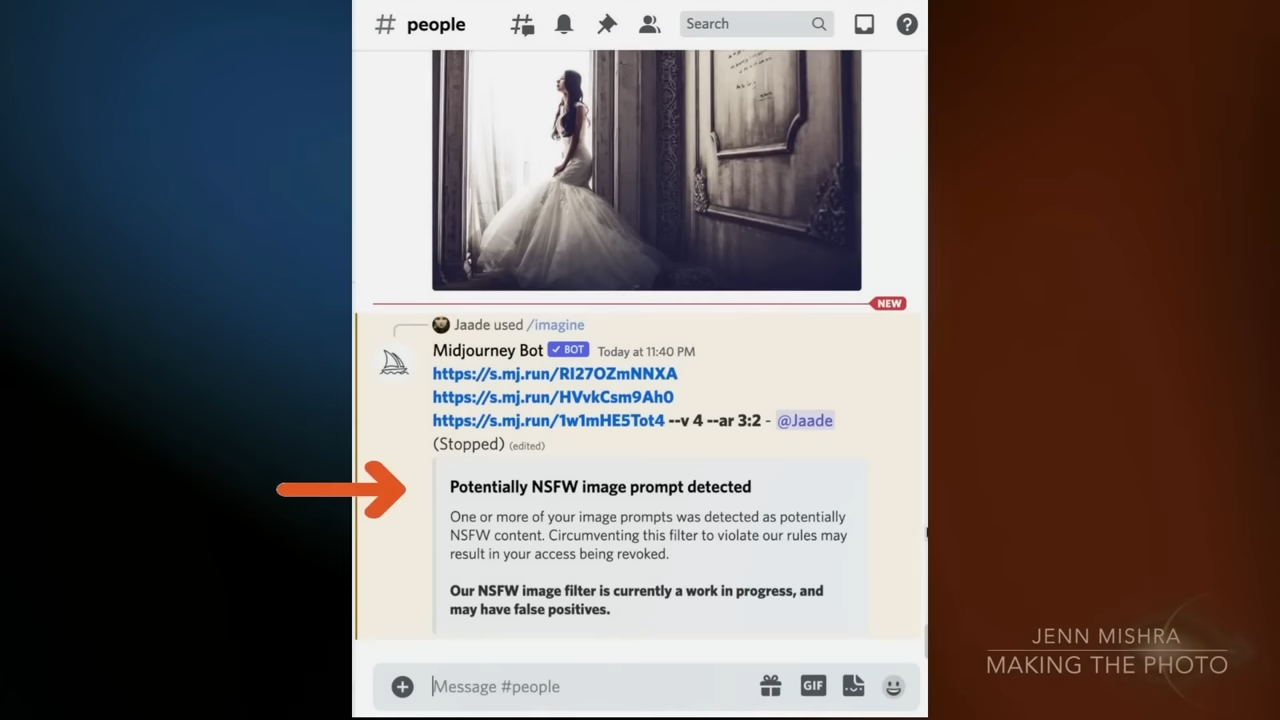 # people
Search
NEW
Jaade used /imagine
Midjourney Bot ✓ BOT Today at 11:40 PM
https://s.mj.run/RI27OZmNNXA
https://s.mj.run/HVvkCsm9Ah0
https://s.mj.run/1w1mHE5Tot4 --v 4 --ar 3:2 - @Jaade
(Stopped) (edited)
Potentially NSFW image prompt detected
One or more of your image prompts was detected as potentially
NSFW content. Circumventing this filter to violate our rules may
result in your access being revoked.
Our NSFW image filter is currently a work in progress, and
may have false positives.
Message #people
GIF
JENN MISHRA
MAKING THE PHOTO